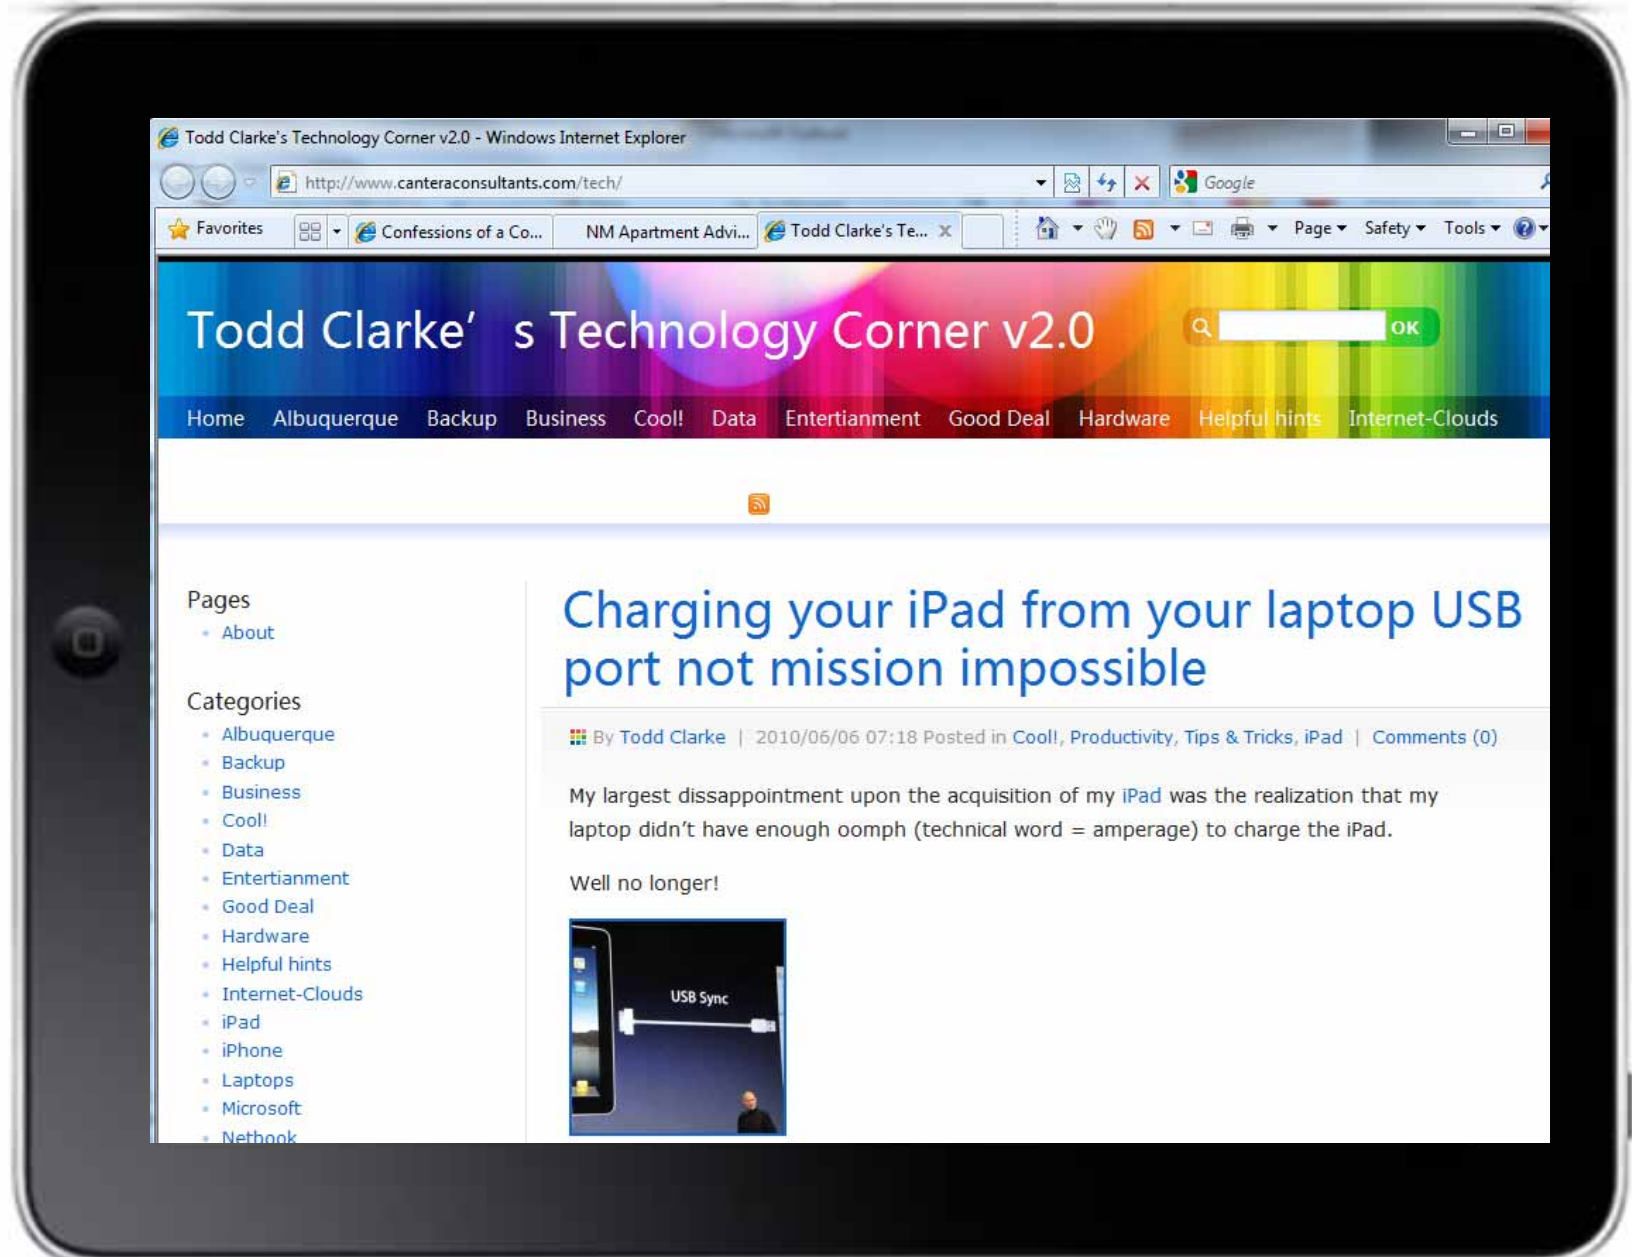 Todd Clarke's Technology Corner v2.0 - Windows Internet Explorer
http://www.canteraconsultants.com/tech/
Google
Favorites
Confessions of a Co...
NM Apartment Advi...
Todd Clarke's Te...
Page
Safety
Tools
Todd Clarke's Technology Corner v2.0
OK
Home Albuquerque Backup Business Cool! Data Entertianment Good Deal Hardware Helpful hints Internet-Clouds
Pages
About
Categories
Albuquerque
Backup
Business
Cool!
Data
Entertianment
Good Deal
Hardware
Helpful hints
Internet-Clouds
iPad
iPhone
Laptops
Microsoft
Netbook
Charging your iPad from your laptop USB
port not mission impossible
By Todd Clarke | 2010/06/06 07:18 Posted in Cool!, Productivity, Tips & Tricks, iPad | Comments (0)
My largest dissappointment upon the acquisition of my iPad was the realization that my
laptop didn't have enough oomph (technical word = amperage) to charge the iPad.
Well no longer!
USB Sync